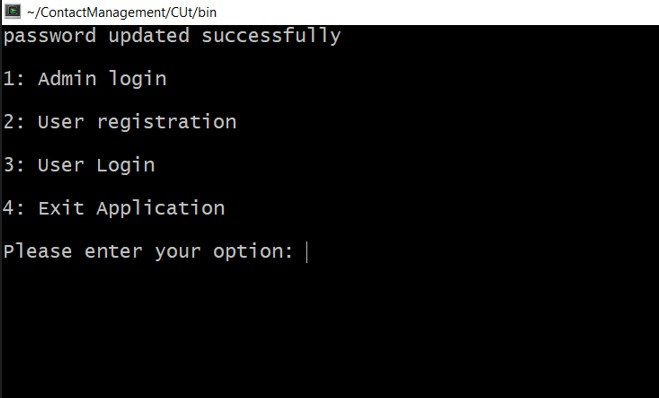 ~/ContactManagement/CUt/bin
password updated successfully
1: Admin login
2: User registration
3: User Login
4: Exit Application
Please enter your option: